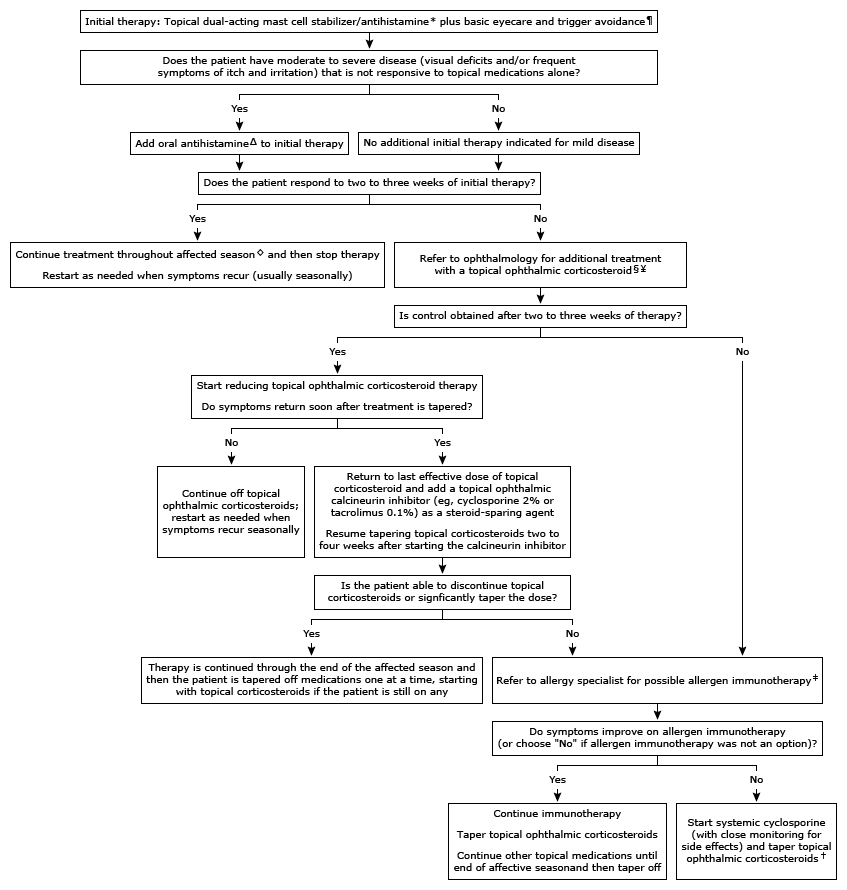 Initial therapy: Topical dual-acting mast cell stabilizer/antihistamine* plus basic eyecare and trigger avoidance¶
Does the patient have moderate to severe disease (visual deficits and/or frequent
symptoms of itch and irritation) that is not responsive to topical medications alone?
Yes
No
Add oral antihistamineΔ to initial therapy
No additional initial therapy indicated for mild disease
Does the patient respond to two to three weeks of initial therapy?
Yes
No
Continue treatment throughout affected season◇ and then stop therapy
Restart as needed when symptoms recur (usually seasonally)
Refer to ophthalmology for additional treatment
with a topical ophthalmic corticosteroid§¥
Is control obtained after two to three weeks of therapy?
Yes
No
Start reducing topical ophthalmic corticosteroid therapy
Do symptoms return soon after treatment is tapered?
No
Yes
Continue off topical
ophthalmic corticosteroids;
restart as needed when
symptoms recur seasonally
Return to last effective dose of topical
corticosteroid and add a topical ophthalmic
calcineurin inhibitor (eg, cyclosporine 2% or
tacrolimus 0.1%) as a steroid-sparing agent
Resume tapering topical corticosteroids two to
four weeks after starting the calcineurin inhibitor
Is the patient able to discontinue topical
corticosteroids or signficantly taper the dose?
Yes
No
Therapy is continued through the end of the affected season and
then the patient is tapered off medications one at a time, starting
with topical corticosteroids if the patient is still on any
Refer to allergy specialist for possible allergen immunotherapy‡
Do symptoms improve on allergen immunotherapy
(or choose "No" if allergen immunotherapy was not an option)?
Yes
No
Continue immunotherapy
Taper topical ophthalmic corticosteroids
Continue other topical medications until
end of affective seasonand then taper off
Start systemic cyclosporine
(with close monitoring for
side effects) and taper topical
ophthalmic corticosteroids†